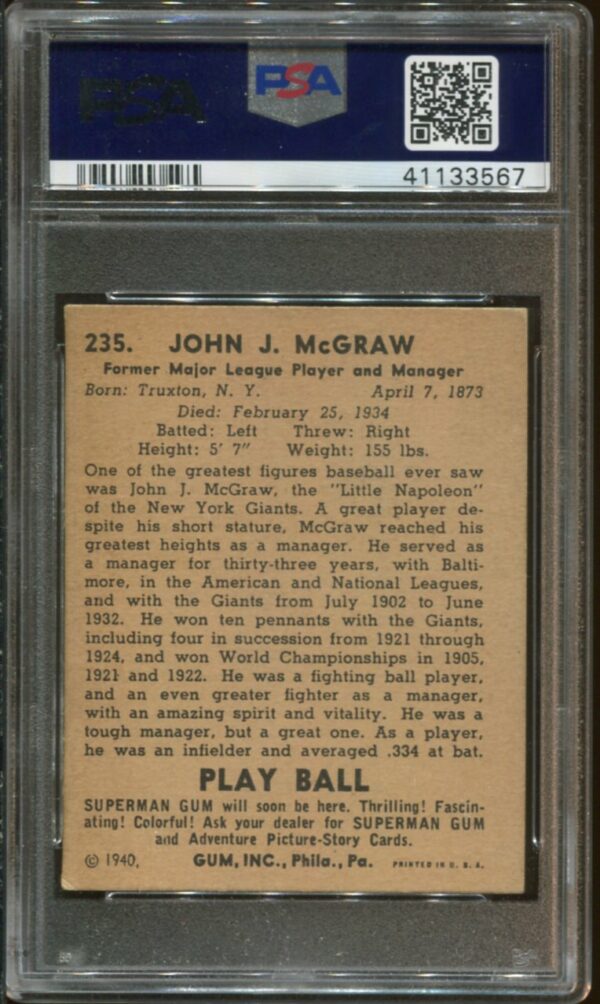 PSA
PSA
41133567
235. JOHN J. McGRAW
Former Major League Player and Manager
Born: Truxton, N. Y. April 7, 1873
Died: February 25, 1934
Batted: Left Threw: Right
Height: 5' 7" Weight: 155 lbs.
One of the greatest figures baseball ever saw
was John J. McGraw, the "Little Napoleon"
of the New York Giants. A great player de-
spite his short stature, McGraw reached his
greatest heights as a manager. He served as
a manager for thirty-three years, with Balti-
more, in the American and National Leagues,
and with the Giants from July 1902 to June
1932. He won ten pennants with the Giants,
including four in succession from 1921 through
1924, and won World Championships in 1905,
1921 and 1922. He was a fighting ball player,
and an even greater fighter as a manager,
with an amazing spirit and vitality. He was a
tough manager, but a great one. As a player,
he was an infielder and averaged .334 at bat.
PLAY BALL
SUPERMAN GUM will soon be here. Thrilling! Fascin-
ating! Colorful! Ask your dealer for SUPERMAN GUM
and Adventure Picture-Story Cards.
© 1940, GUM, INC., Phila., Pa. PRINTED IN U. S. A.